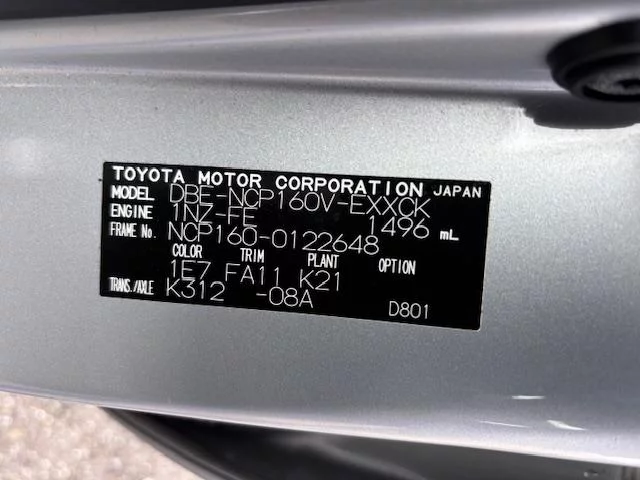 TOYOTA MOTOR CORPORATION JAPAN
MODEL DBE-NCP160V-EXXCK
ENGINE 1NZ-FE 1496 mL
FRAME No. NCP160-0122648
COLOR TRIM PLANT OPTION
1E7 FA11 K21
TRANS./AXLE K312 -08A
D801